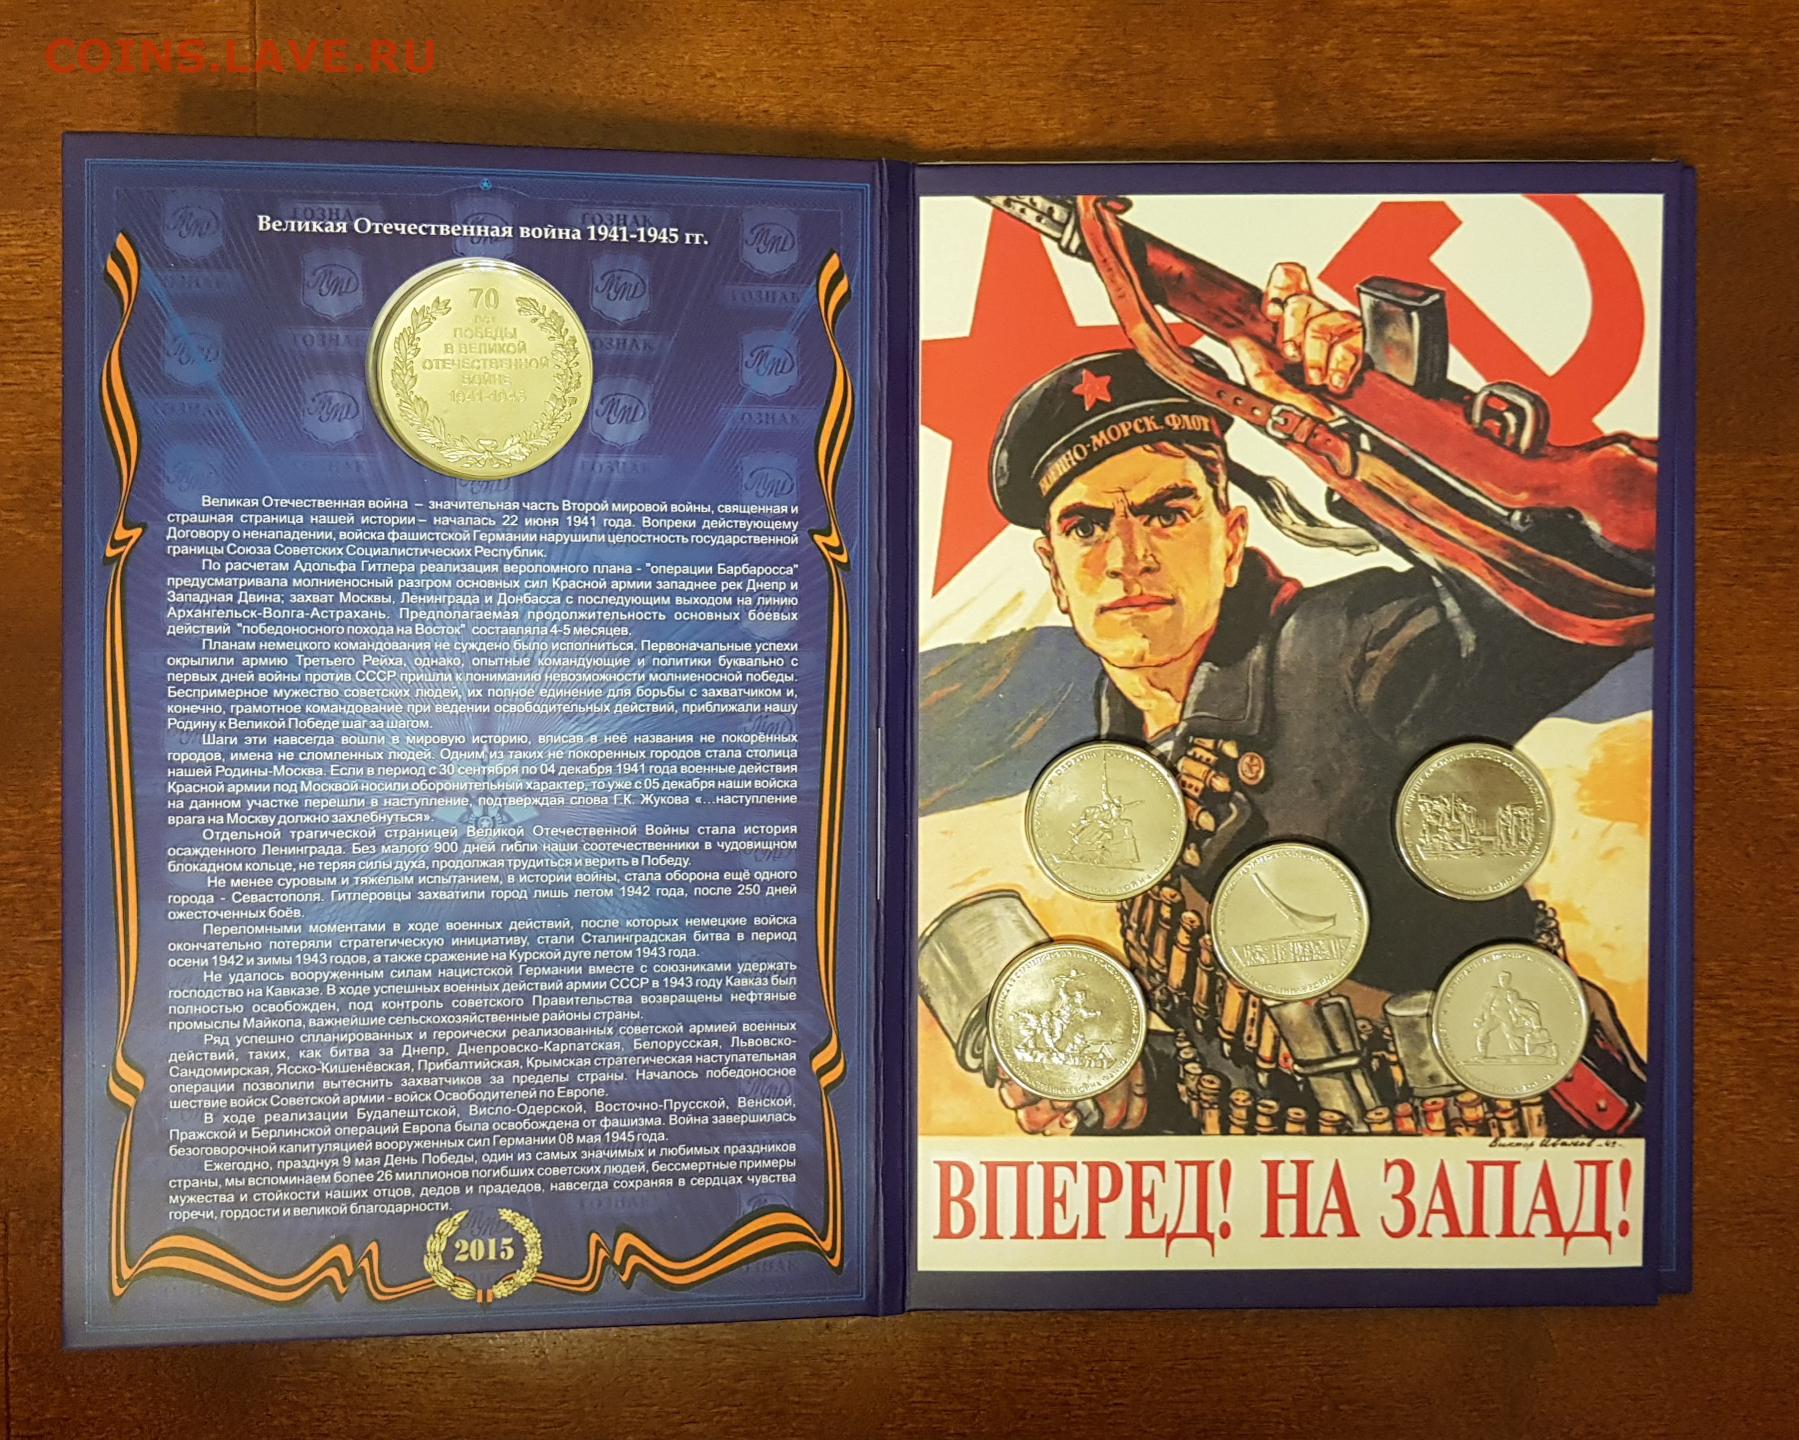 COINS.LAVE.RU
Великая Отечественная война 1941-1945 гг.
70
лет
ПОБЕДЫ
В ВЕЛИКОЙ
ОТЕЧЕСТВЕННОЙ
ВОЙНЕ
1941-1945
Великая Отечественная война – значительная часть Второй мировой войны, священная и
страшная страница нашей истории – началась 22 июня 1941 года. Вопреки действующему
Договору о ненападении, войска фашистской Германии нарушили целостность государственной
границы Союза Советских Социалистических Республик.
По расчетам Адольфа Гитлера реализация вероломного плана - "операции Барбаросса"
предусматривала молниеносный разгром основных сил Красной армии западнее рек Днепр и
Западная Двина; захват Москвы, Ленинграда и Донбасса с последующим выходом на линию
Архангельск-Волга-Астрахань. Предполагаемая продолжительность основных боевых
действий "победоносного похода на Восток" составляла 4-5 месяцев.
Планам немецкого командования не суждено было исполниться. Первоначальные успехи
окрылили армию Третьего Рейха, однако, опытные командующие и политики буквально с
первых дней войны против СССР пришли к пониманию невозможности молниеносной победы.
Беспримерное мужество советских людей, их полное единение для борьбы с захватчиком и,
конечно, грамотное командование при ведении освободительных действий, приближали нашу
Родину к Великой Победе шаг за шагом.
Шаги эти навсегда вошли в мировую историю, вписав в неё названия не покорённых
городов, имена не сломленных людей. Одним из таких не покоренных городов стала столица
нашей Родины-Москва. Если в период с 30 сентября по 04 декабря 1941 года военные действия
Красной армии под Москвой носили оборонительный характер, то уже с 05 декабря наши войска
на данном участке перешли в наступление, подтверждая слова Г.К. Жукова «...наступление
врага на Москву должно захлебнуться».
Отдельной трагической страницей Великой Отечественной Войны стала история
осажденного Ленинграда. Без малого 900 дней гибли наши соотечественники в чудовищном
блокадном кольце, не теряя силы духа, продолжая трудиться и верить в Победу.
Не менее суровым и тяжелым испытанием, в истории войны, стала оборона ещё одного
города - Севастополя. Гитлеровцы захватили город лишь летом 1942 года, после 250 дней
ожесточенных боёв.
Переломными моментами в ходе военных действий, после которых немецкие войска
окончательно потеряли стратегическую инициативу, стали Сталинградская битва в период
осени 1942 и зимы 1943 годов, а также сражение на Курской дуге летом 1943 года.
Не удалось вооруженным силам нацистской Германии вместе с союзниками удержать
господство на Кавказе. В ходе успешных военных действий армии СССР в 1943 году Кавказ был
полностью освобожден, под контроль советского Правительства возвращены нефтяные
промыслы Майкопа, важнейшие сельскохозяйственные районы страны.
Ряд успешно спланированных и героически реализованных советской армией военных
действий, таких, как битва за Днепр, Днепровско-Карпатская, Белорусская, Львовско-
Сандомирская, Ясско-Кишенёвская, Прибалтийская, Крымская стратегическая наступательная
операции позволили вытеснить захватчиков за пределы страны. Началось победоносное
шествие войск Советской армии - войск Освободителей по Европе.
В ходе реализации Будапештской, Висло-Одерской, Восточно-Прусской, Венской,
Пражской и Берлинской операций Европа была освобождена от фашизма. Война завершилась
безоговорочной капитуляцией вооруженных сил Германии 08 мая 1945 года.
Ежегодно, празднуя 9 мая День Победы, один из самых значимых и любимых праздников
страны, мы вспоминаем более 26 миллионов погибших советских людей, бессмертные примеры
мужества и стойкости наших отцов, дедов и прадедов, навсегда сохраняя в сердцах чувства
горечи, гордости и великой благодарности.
2015
ВОЕННО-МОРСК. ФЛОТ
Виктор Иванов
ВПЕРЕД! НА ЗАПАД!